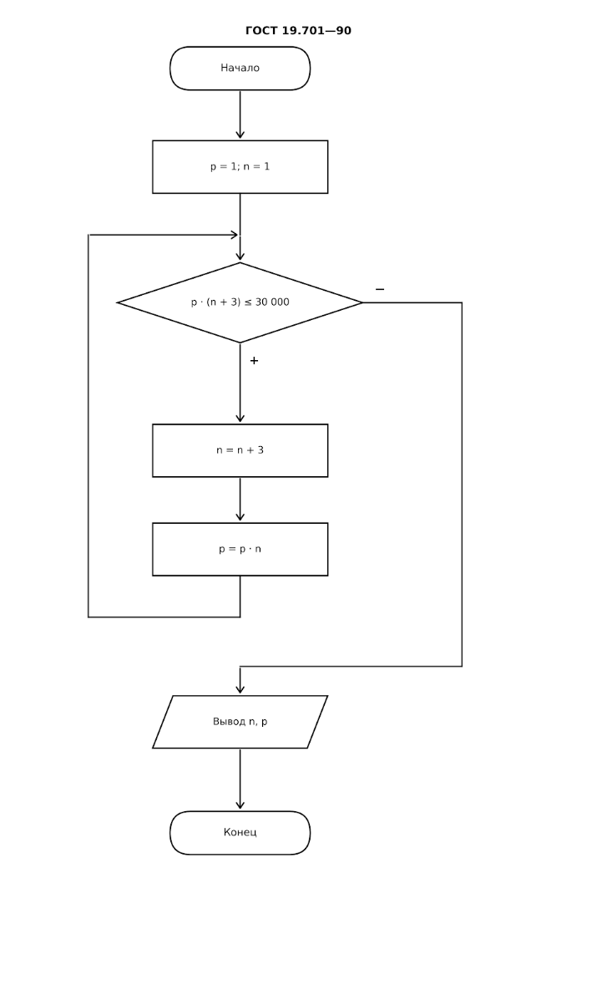 ГОСТ 19.701—90
Начало
p = 1; n = 1
p · (n + 3) ≤ 30 000
−
+
n = n + 3
p = p · n
Вывод n, p
Конец